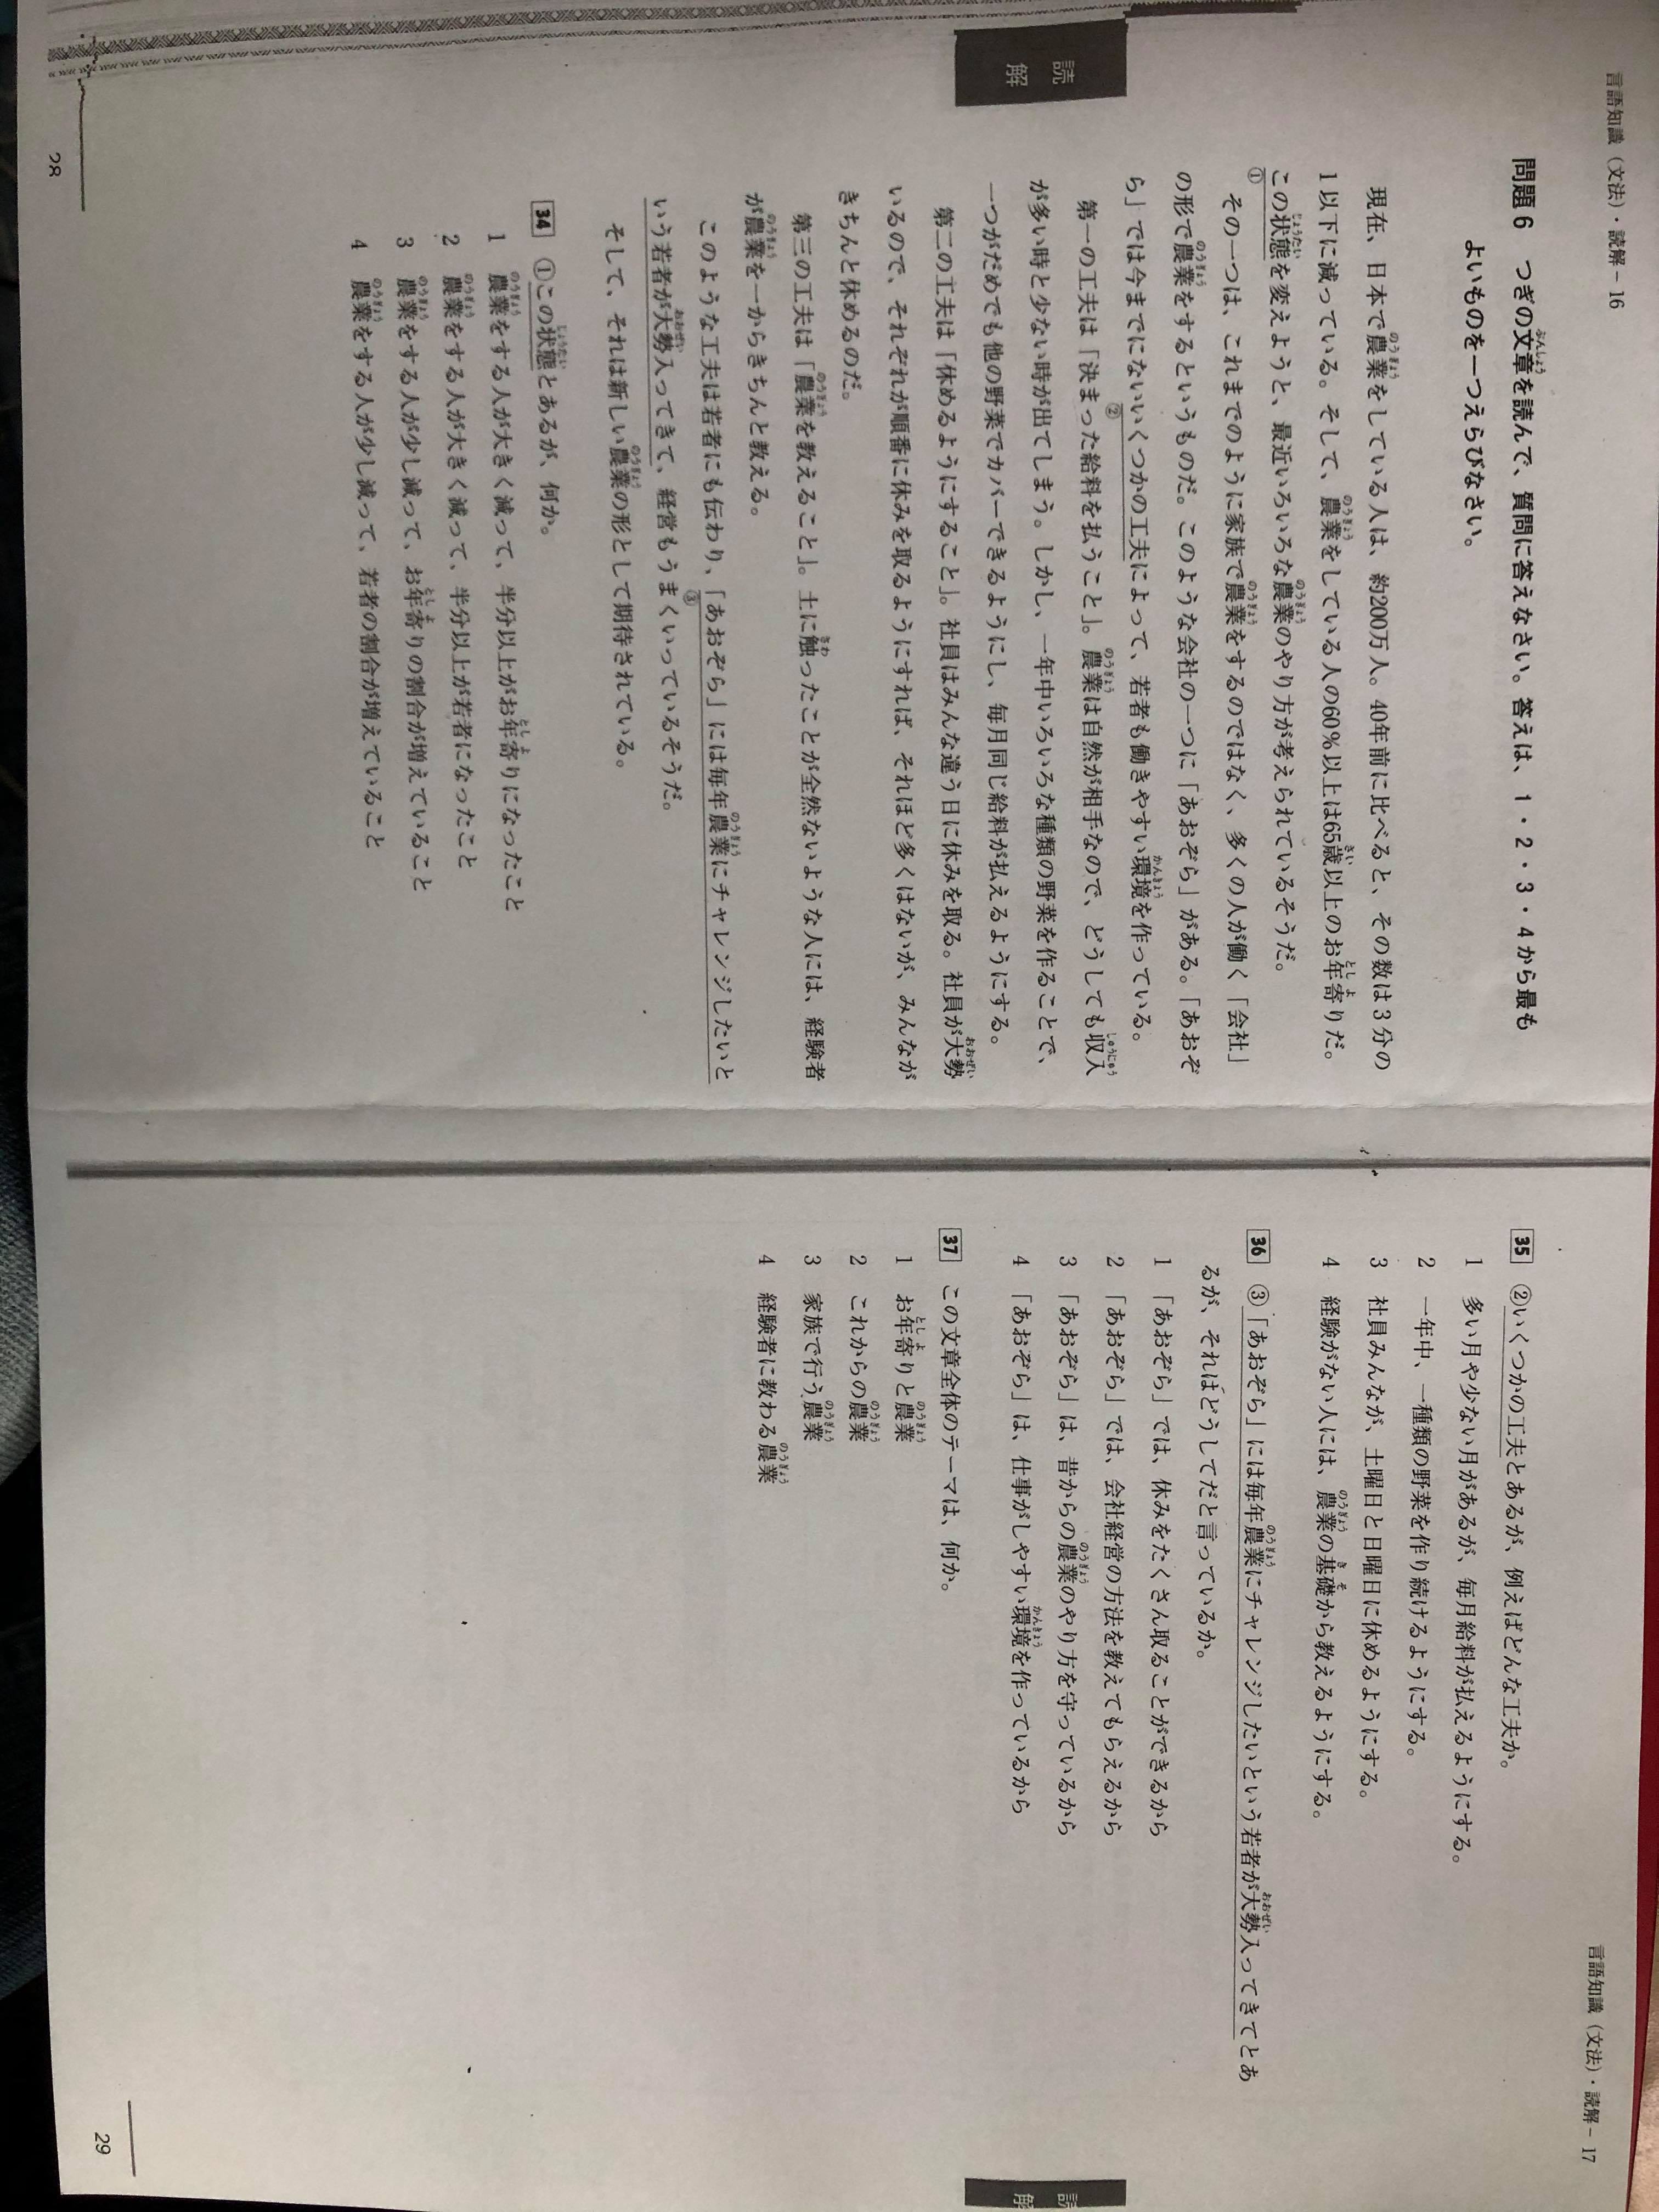 言語知識（文法）・読解－16
問題6　つぎの文章を読んで、質問に答えなさい。答えは、1・2・3・4から最も
よいものを一つえらびなさい。
現在、日本で農業をしている人は、約200万人。40年前に比べると、その数は3分の
1以下に減っている。そして、農業をしている人の60%以上は65歳以上のお年寄りだ。
①この状態を変えようと、最近いろいろな農業のやり方が考えられているそうだ。
その一つは、これまでのように家族で農業をするのではなく、多くの人が働く「会社」
の形で農業をするというものだ。このような会社の一つに「あおぞら」がある。「あおぞ
ら」では今までにない②いくつかの工夫によって、若者も働きやすい環境を作っている。
第一の工夫は「決まった給料を払うこと」。農業は自然が相手なので、どうしても収入
が多い時と少ない時が出てしまう。しかし、一年中いろいろな種類の野菜を作ることで、
一つがだめでも他の野菜でカバーできるようにし、毎月同じ給料が払えるようにする。
第二の工夫は「休めるようにすること」。社員はみんな違う日に休みを取る。社員が大勢
いるので、それぞれが順番に休みを取るようにすれば、それほど多くはないが、みんなが
きちんと休めるのだ。
第三の工夫は「農業を教えること」。土に触ったことが全然ないような人には、経験者
が農業を一からきちんと教える。
このような工夫は若者にも伝わり、③「あおぞら」には毎年農業にチャレンジしたいと
いう若者が大勢入ってきて、経営もうまくいっているそうだ。
そして、それは新しい農業の形として期待されている。
34　①この状態とあるが、何か。
1　農業をする人が大きく減って、半分以上がお年寄りになったこと
2　農業をする人が大きく減って、半分以上が若者になったこと
3　農業をする人が少し減って、お年寄りの割合が増えていること
4　農業をする人が少し減って、若者の割合が増えていること
読
解
28
言語知識（文法）・読解－17
35　②いくつかの工夫とあるが、例えばどんな工夫か。
1　多い月や少ない月があるが、毎月給料が払えるようにする。
2　一年中、一種類の野菜を作り続けるようにする。
3　社員みんなが、土曜日と日曜日に休めるようにする。
4　経験がない人には、農業の基礎から教えるようにする。
36　③「あおぞら」には毎年農業にチャレンジしたいという若者が大勢入ってきてとあ
るが、それはどうしてだと言っているか。
1　「あおぞら」では、休みをたくさん取ることができるから
2　「あおぞら」では、会社経営の方法を教えてもらえるから
3　「あおぞら」は、昔からの農業のやり方を守っているから
4　「あおぞら」は、仕事がしやすい環境を作っているから
37　この文章全体のテーマは、何か。
1　お年寄りと農業
2　これからの農業
3　家族で行う農業
4　経験者に教わる農業
読
解
29